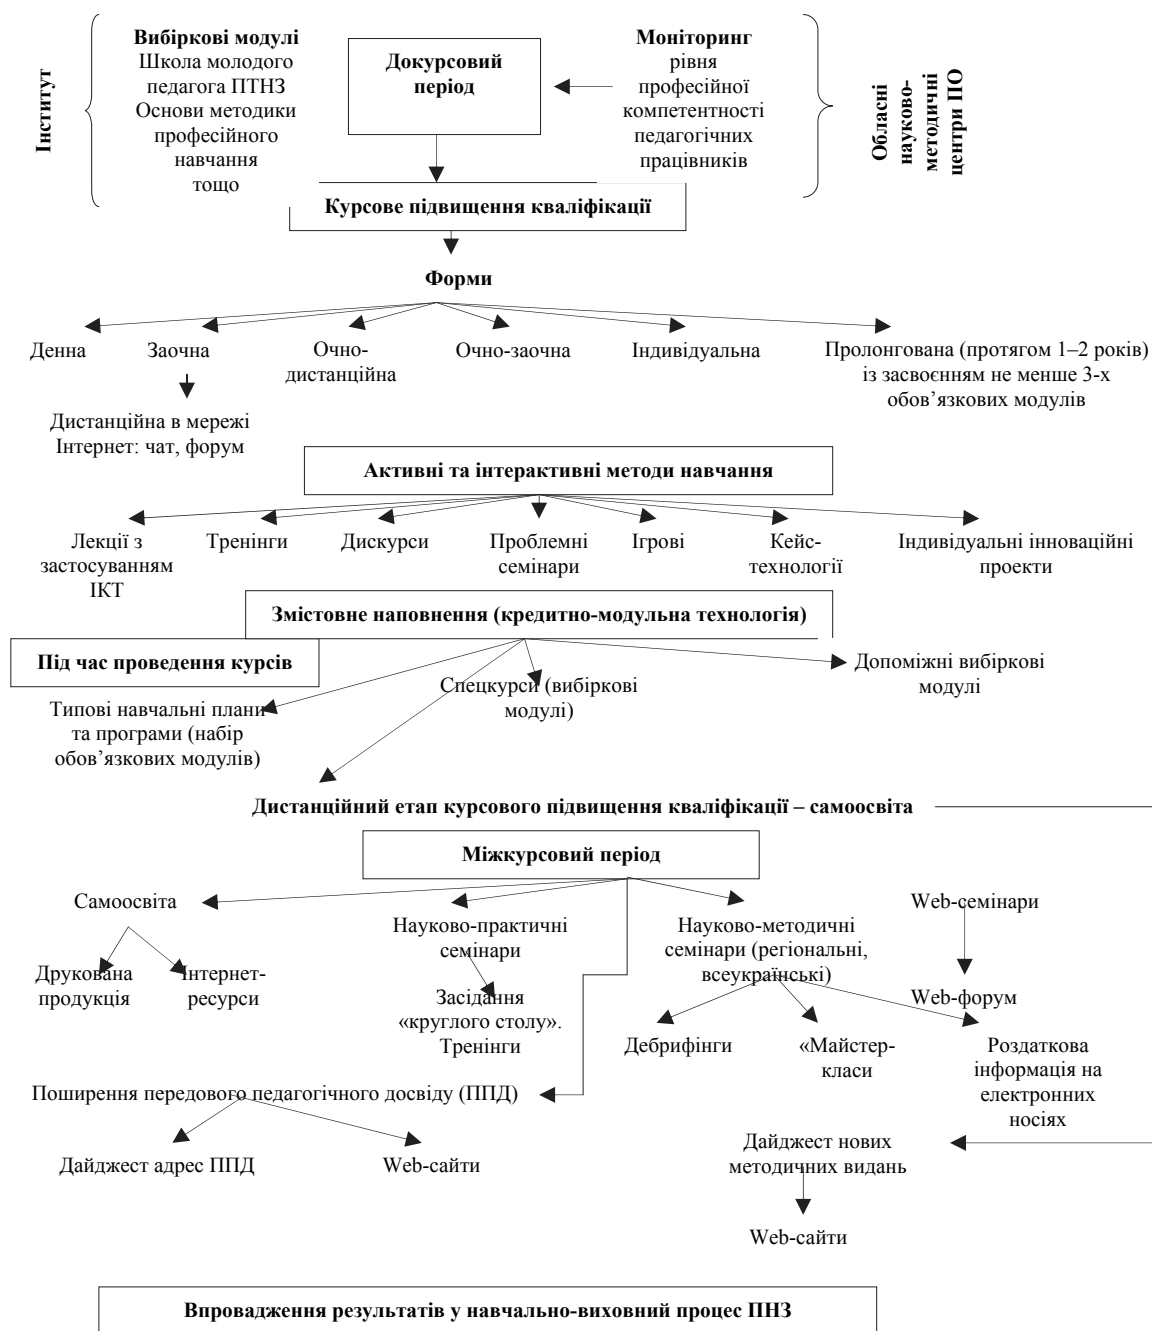 Інститут
Вибіркові модулі
Школа молодого
педагога ПТНЗ
Основи методики
професійного
навчання
тощо
Докурсовий
період
Моніторинг
рівня
професійної
компетентності
педагогічних
працівників
Обласні
науково-
методичні
центри ПО
Курсове підвищення кваліфікації
Форми
Денна
Заочна
Очно-
дистанційна
Очно-заочна
Індивідуальна
Пролонгована (протягом 1–2 років)
із засвоєнням не менше 3-х
обов’язкових модулів
Дистанційна в мережі
Інтернет: чат, форум
Активні та інтерактивні методи навчання
Лекції з
застосуванням
ІКТ
Тренінги
Дискурси
Проблемні
семінари
Ігрові
Кейс-
технології
Індивідуальні інноваційні
проекти
Змістовне наповнення (кредитно-модульна технологія)
Під час проведення курсів
Типові навчальні плани
та програми (набір
обов’язкових модулів)
Спецкурси (вибіркові
модулі)
Допоміжні вибіркові
модулі
Дистанційний етап курсового підвищення кваліфікації – самоосвіта
Міжкурсовий період
Самоосвіта
Друкована
продукція
Інтернет-
ресурси
Науково-практичні
семінари
Засідання
«круглого столу».
Тренінги
Науково-методичні
семінари (регіональні,
всеукраїнські)
Web-семінари
Web-форум
Дебрифінги
«Майстер-
класи
Роздаткова
інформація на
електронних
носіях
Поширення передового педагогічного досвіду (ППД)
Дайджест адрес ППД
Web-сайти
Дайджест нових
методичних видань
Web-сайти
Впровадження результатів у навчально-виховний процес ПНЗ